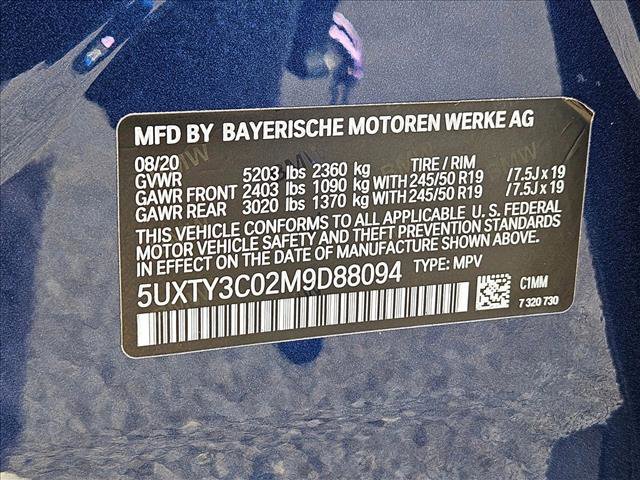 MFD BY BAYERISCHE MOTOREN WERKE AG
08/20 TIRE / RIM
GVWR 5203 lbs 2360 kg
GAWR FRONT 2403 lbs 1090 kg WITH 245/50 R19 /7.5J x 19
GAWR REAR 3020 lbs 1370 kg WITH 245/50 R19 /7.5J x 19
THIS VEHICLE CONFORMS TO ALL APPLICABLE U. S. FEDERAL
MOTOR VEHICLE SAFETY AND THEFT PREVENTION STANDARDS
IN EFFECT ON THE DATE OF MANUFACTURE SHOWN ABOVE.
5UXTY3C02M9D88094 TYPE: MPV
C1MM
7 320 730